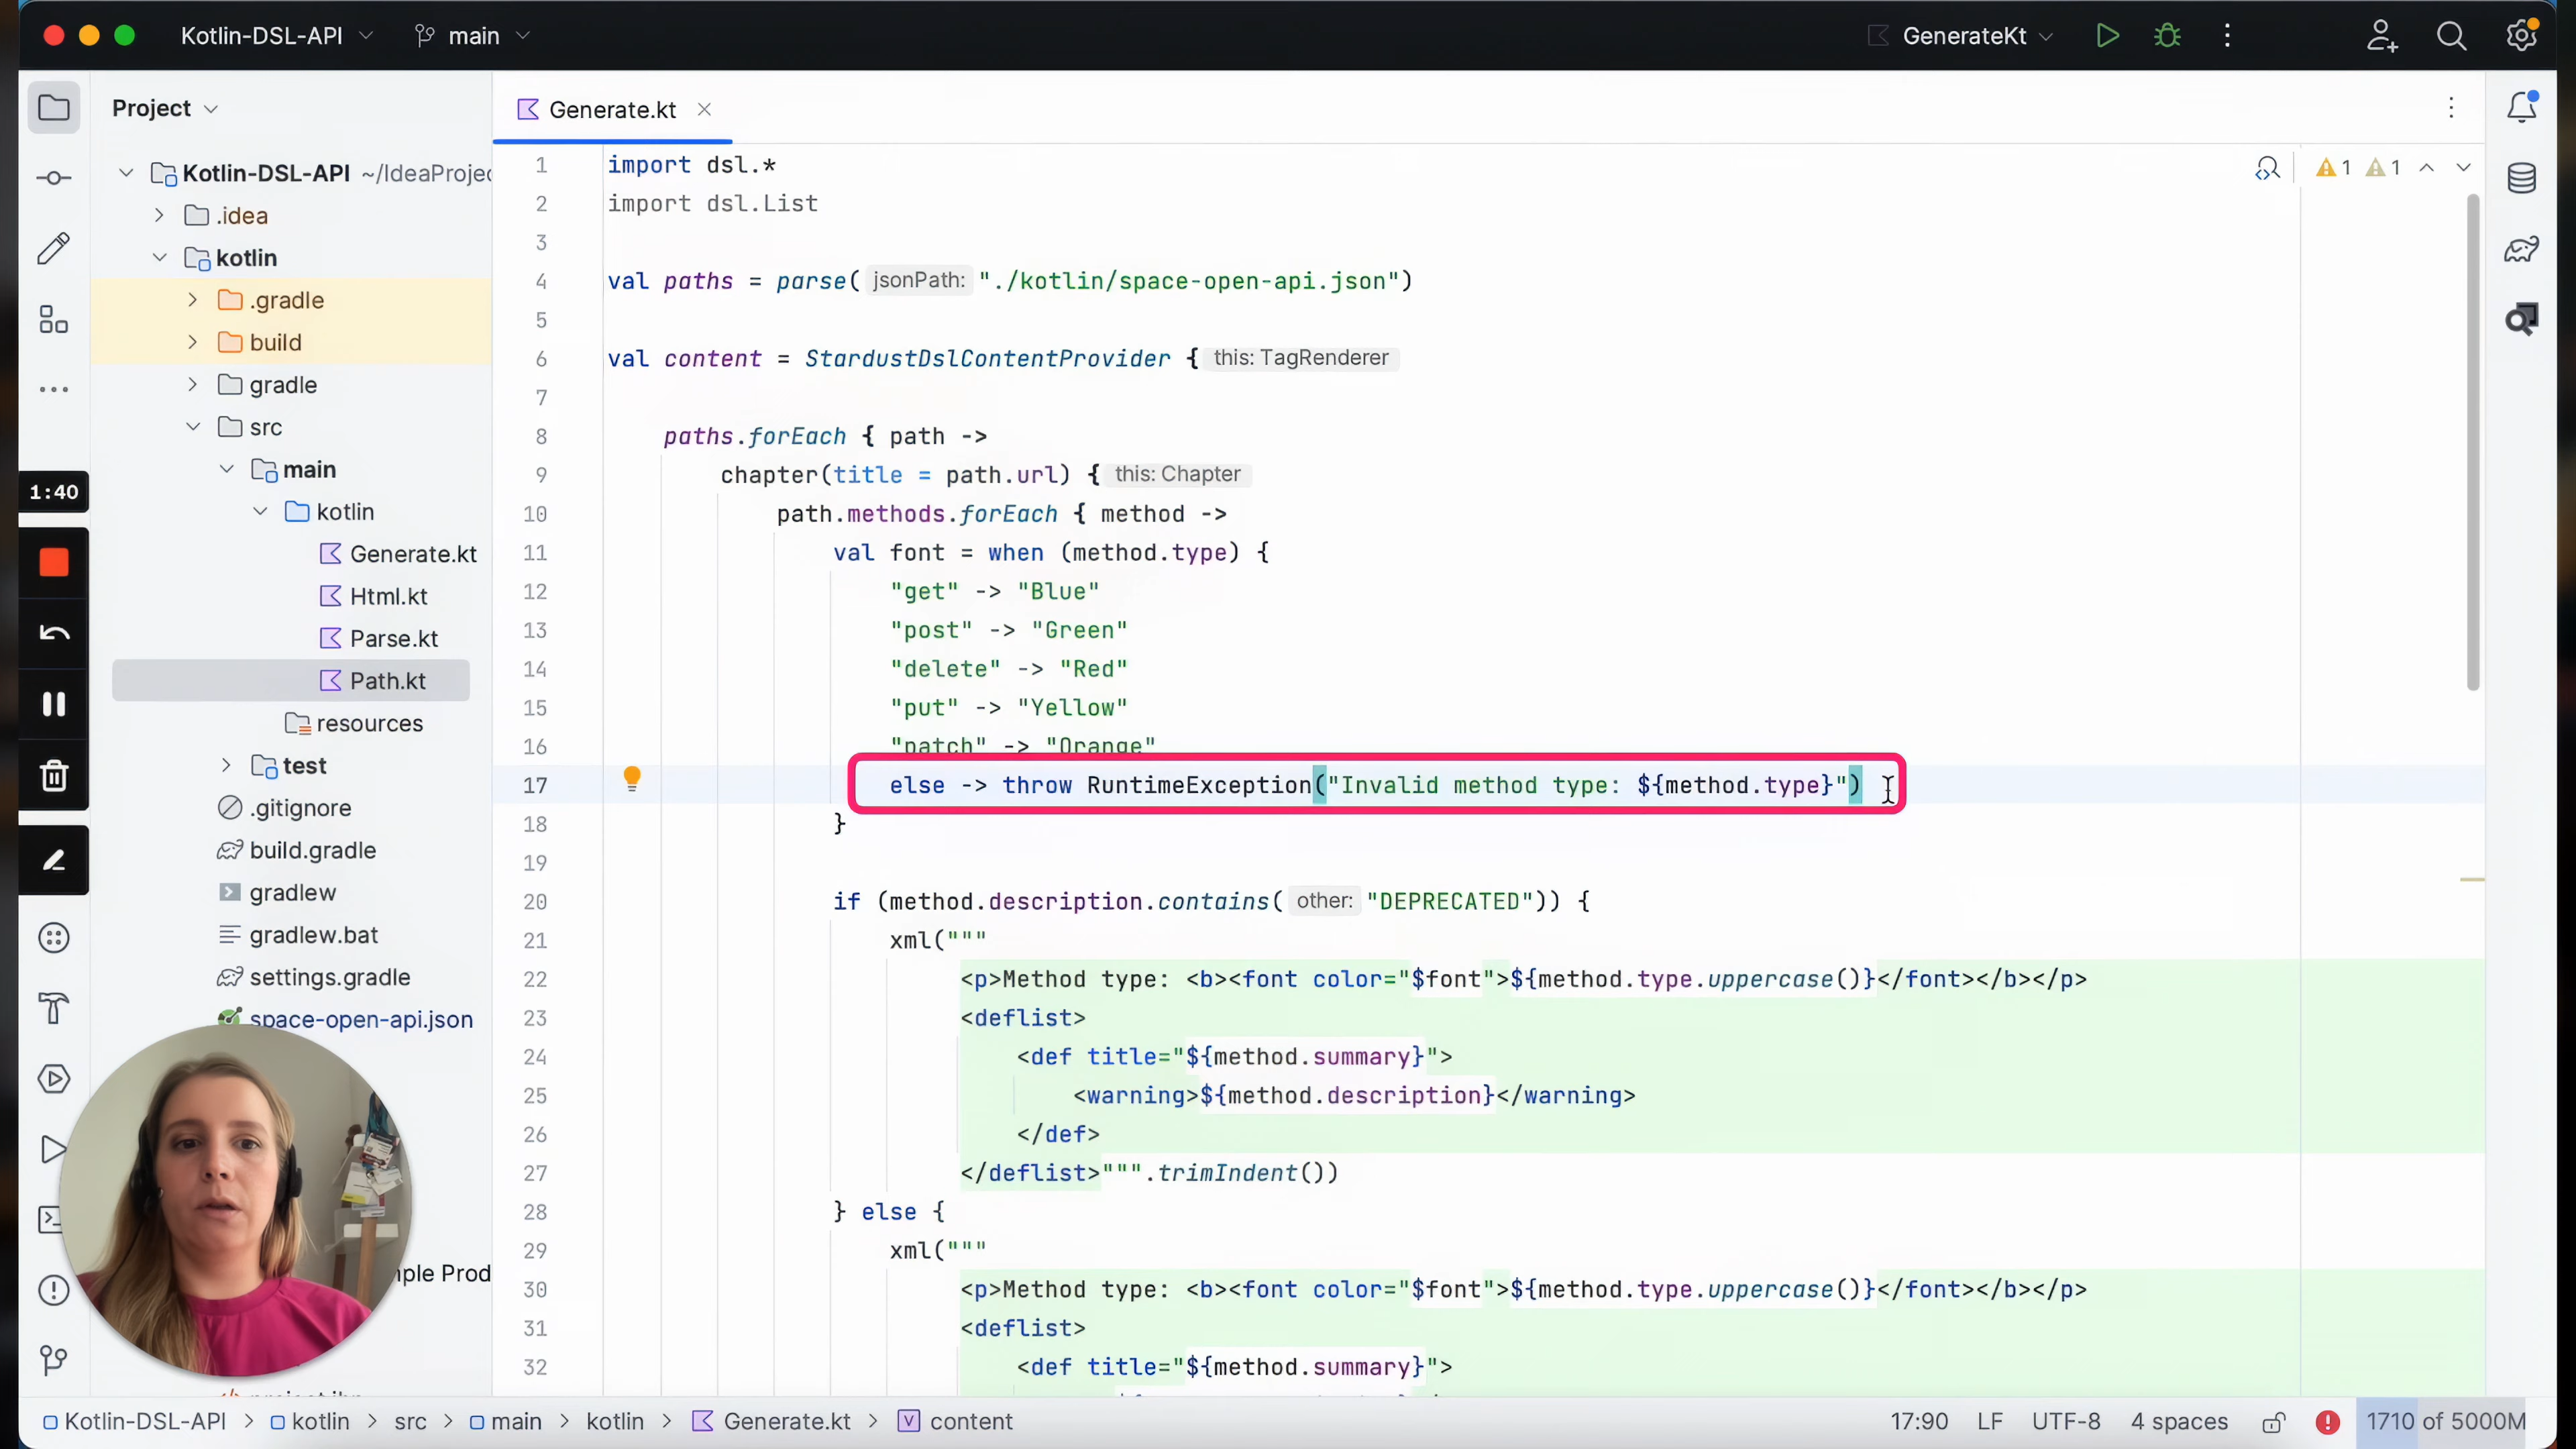 Kotlin-DSL-API main GenerateKt
Project
Kotlin-DSL-API ~/IdeaProjec
.idea
kotlin
.gradle
build
gradle
src
main
kotlin
Generate.kt
Html.kt
Parse.kt
Path.kt
resources
test
.gitignore
build.gradle
gradlew
gradlew.bat
settings.gradle
space-open-api.json
mple Prod
1:40
Generate.kt
1 1
1 import dsl.*
2 import dsl.List
3
4 val paths = parse( jsonPath: "./kotlin/space-open-api.json")
5
6 val content = StardustDslContentProvider { this: TagRenderer
7
8 paths.forEach { path ->
9 chapter(title = path.url) { this: Chapter
10 path.methods.forEach { method ->
11 val font = when (method.type) {
12 "get" -> "Blue"
13 "post" -> "Green"
14 "delete" -> "Red"
15 "put" -> "Yellow"
16 "patch" -> "Orange"
17 else -> throw RuntimeException("Invalid method type: ${method.type}")
18 }
19
20 if (method.description.contains( other: "DEPRECATED")) {
21 xml("""
22 <p>Method type: <b><font color="$font">${method.type.uppercase()}</font></b></p>
23 <deflist>
24 <def title="${method.summary}">
25 <warning>${method.description}</warning>
26 </def>
27 </deflist>""".trimIndent())
28 } else {
29 xml("""
30 <p>Method type: <b><font color="$font">${method.type.uppercase()}</font></b></p>
31 <deflist>
32 <def title="${method.summary}">
Kotlin-DSL-API > kotlin > src > main > kotlin > Generate.kt > content
17:90 LF UTF-8 4 spaces 1710 of 5000M